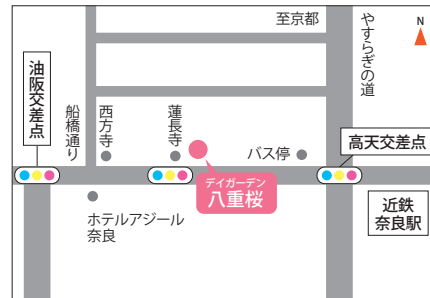 至京都
やすらぎの道
N
油阪交差点
船橋通り
西方寺
蓮長寺
バス停
高天交差点
デイガーデン
八重桜
ホテルアジール
奈良
近鉄
奈良駅